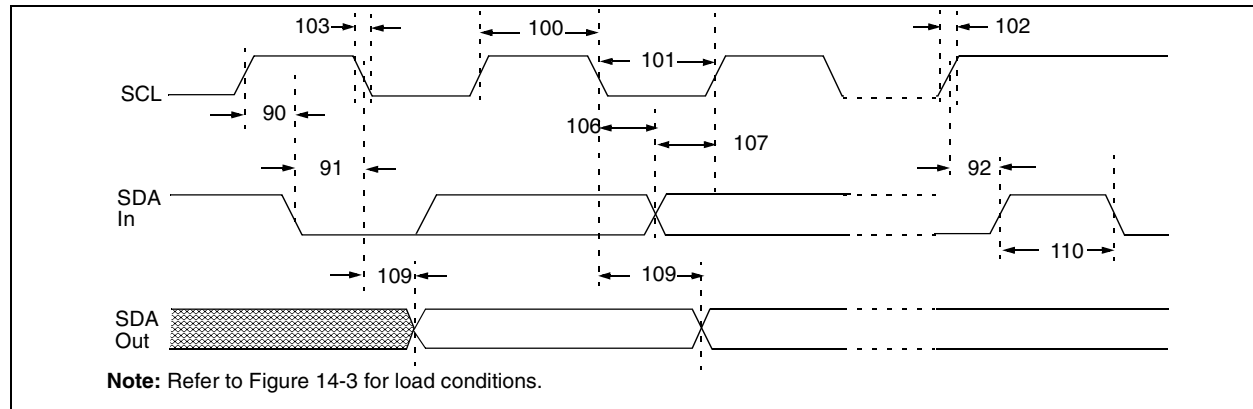 103
100
102
101
SCL
90
106
107
91
92
SDA
In
110
109
109
SDA
Out
Note: Refer to Figure 14-3 for load conditions.